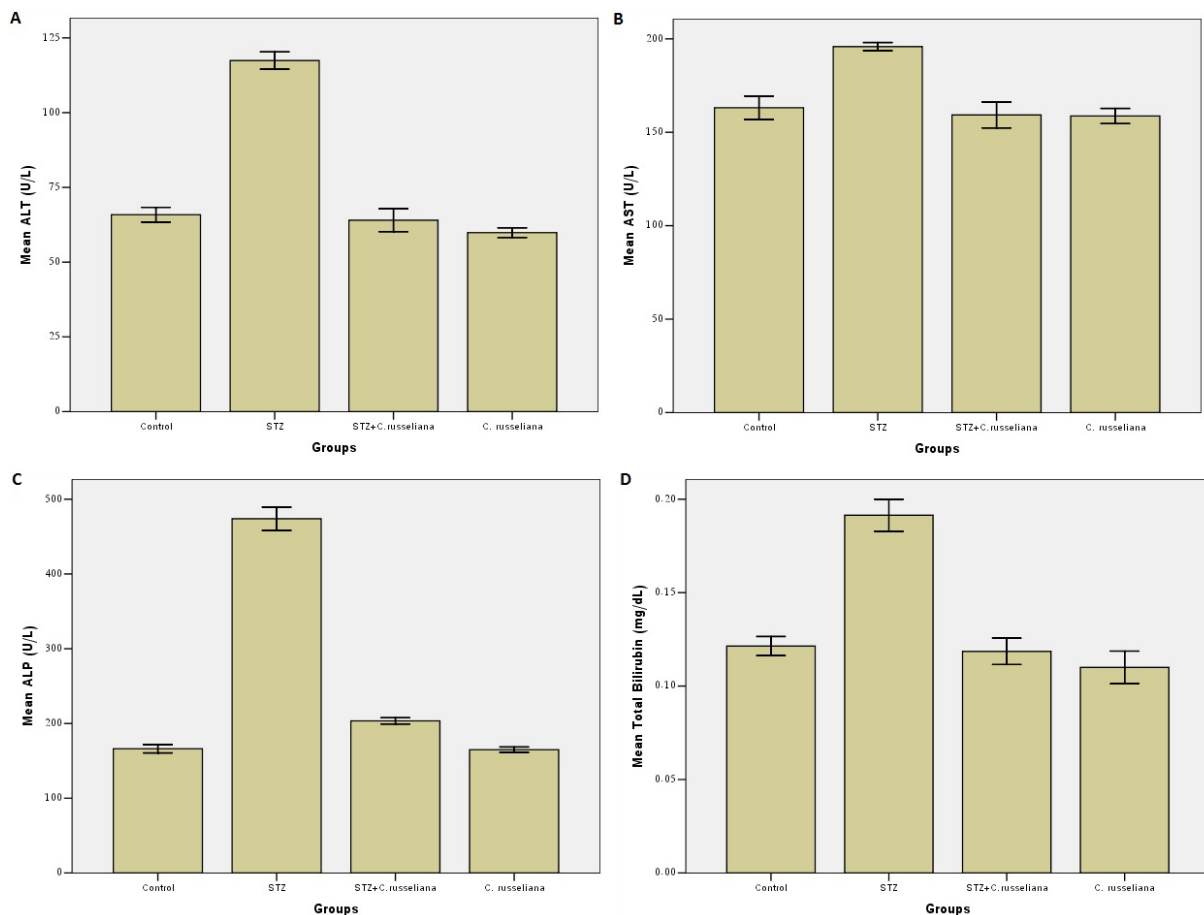 A
Mean ALT (U/L)
125
100
75
50
25
0
Control STZ STZ+C.russeliana C. russeliana
Groups
B
Mean AST (U/L)
200
150
100
50
0
Control STZ STZ+C.russeliana C. russeliana
Groups
C
Mean ALP (U/L)
500
400
300
200
100
0
Control STZ STZ+C.russeliana C. russeliana
Groups
D
Mean Total Bilirubin (mg/dL)
0.20
0.15
0.10
0.05
0.00
Control STZ STZ+C.russeliana C. russeliana
Groups